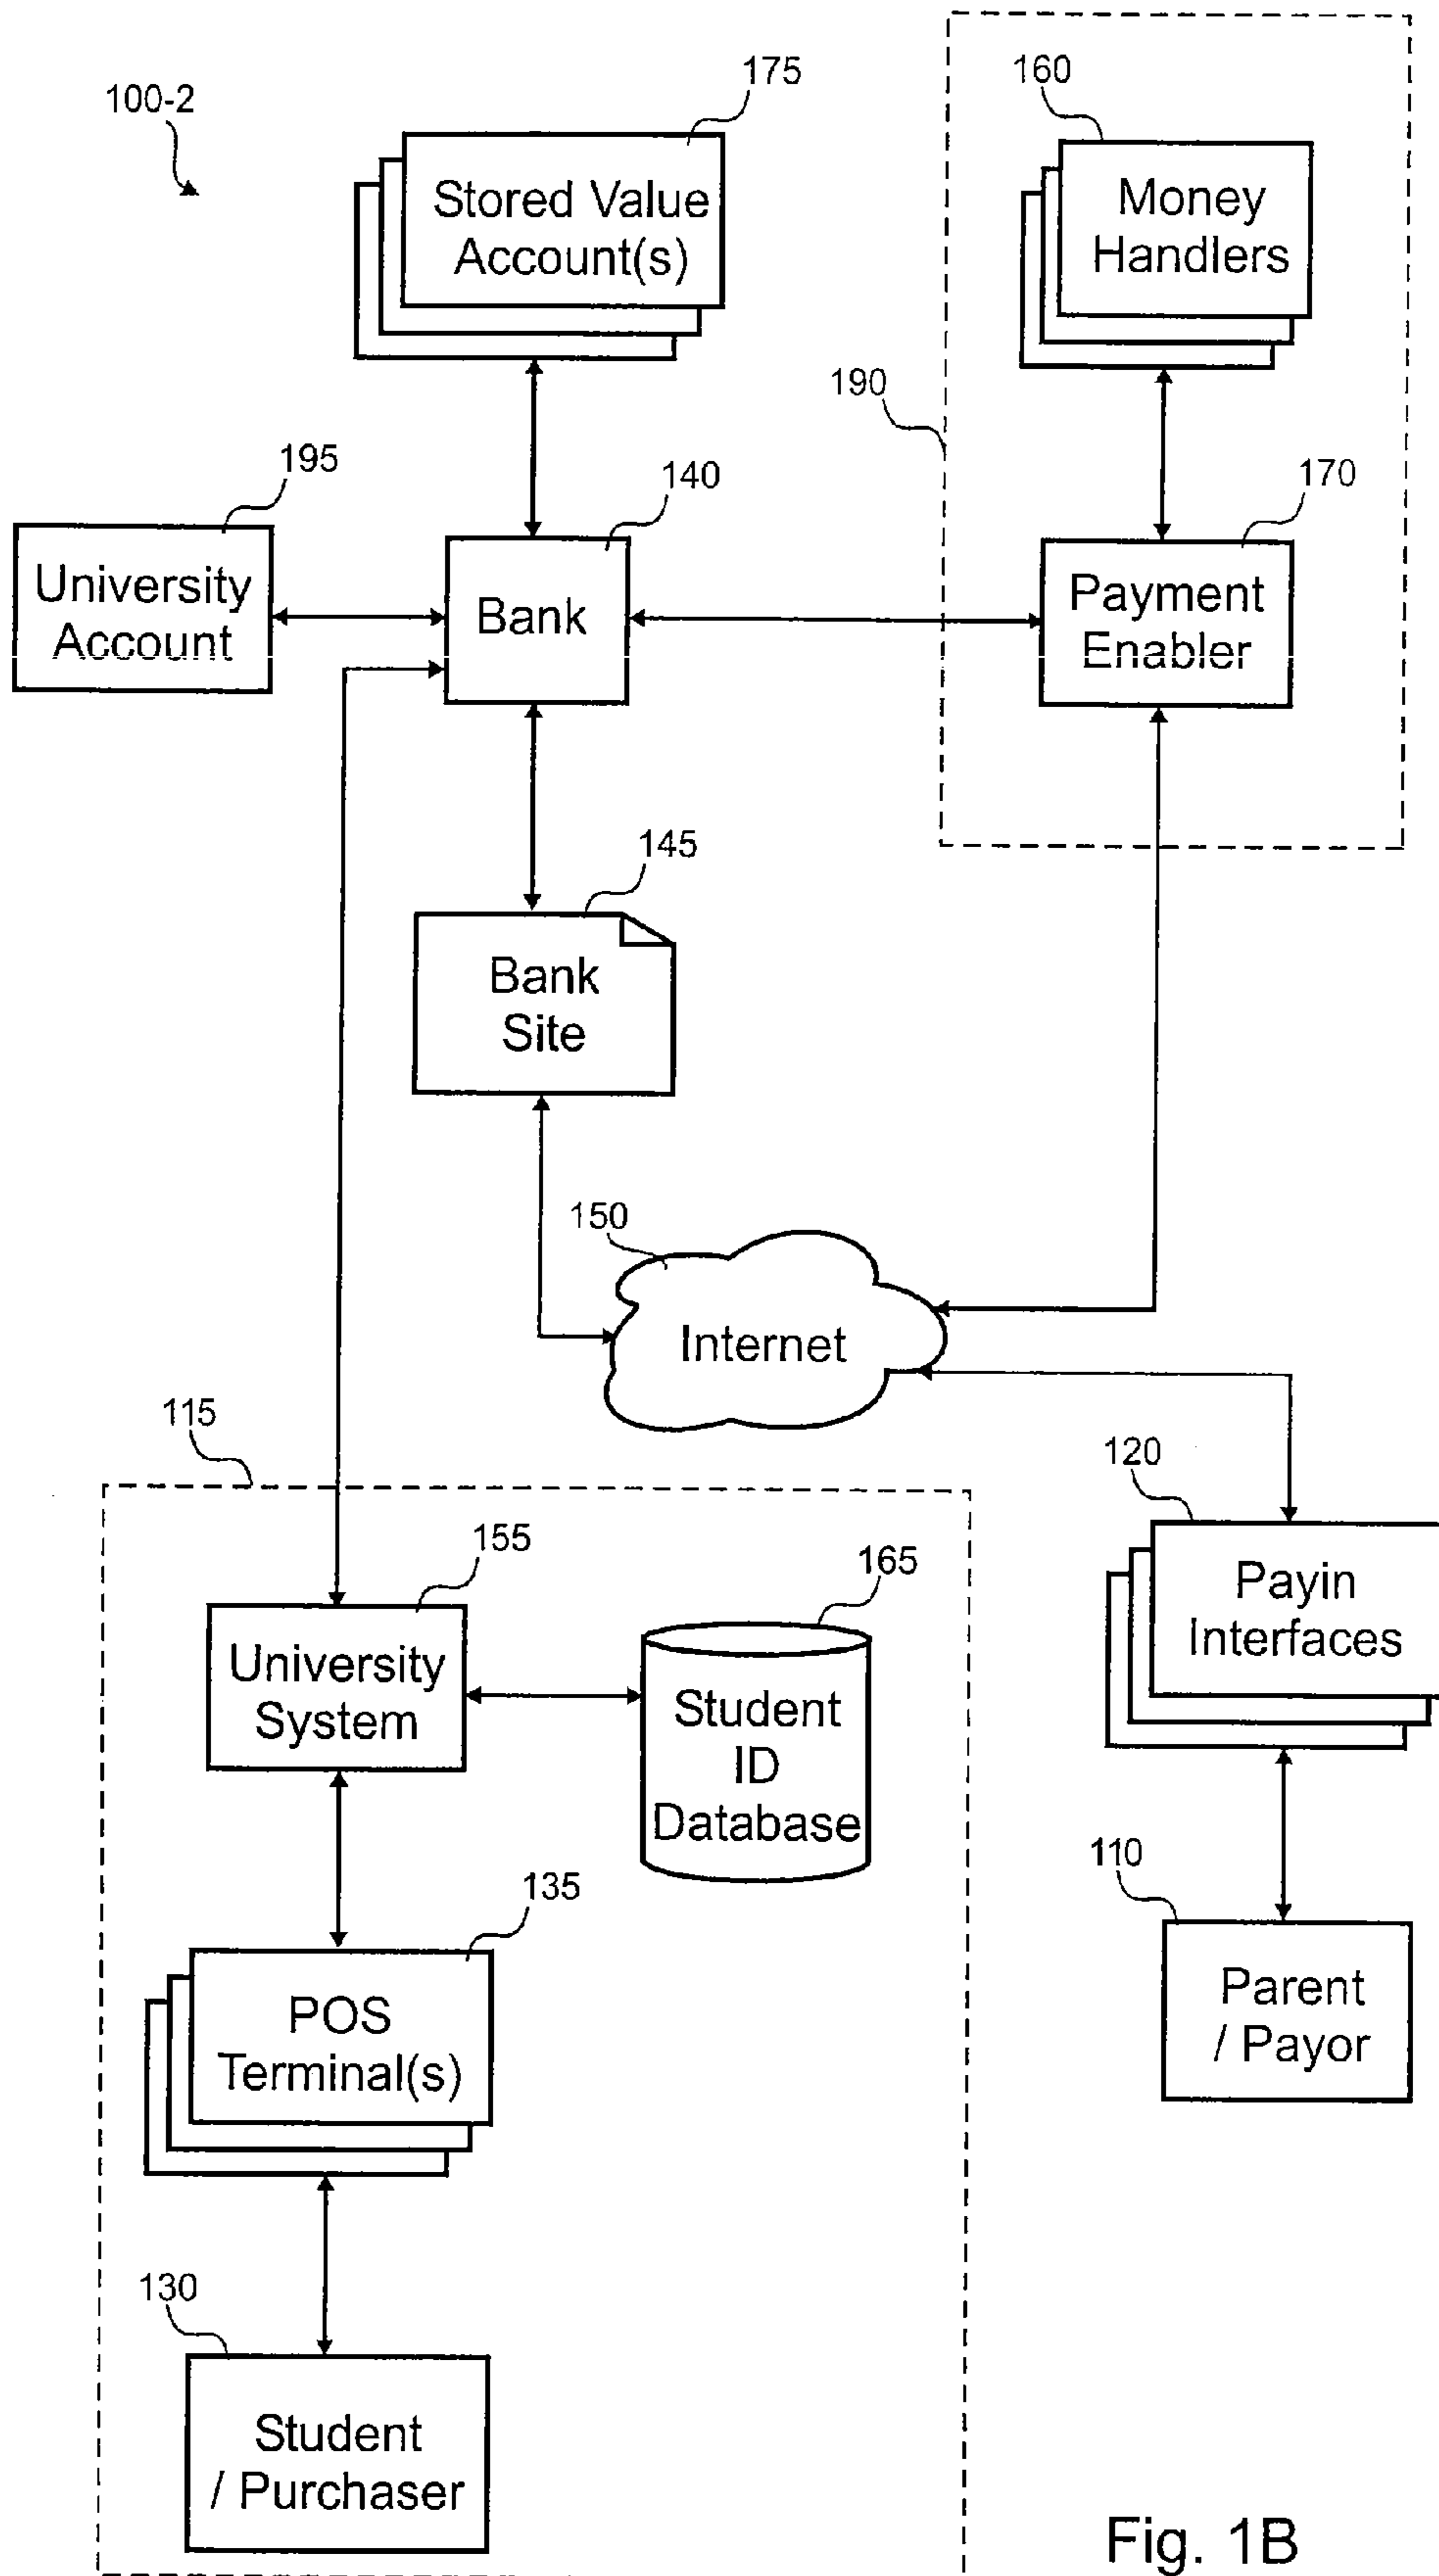 100-2
175
160
Stored Value
Account(s)
Money
Handlers
190
195
140
170
University
Account
Bank
Payment
Enabler
145
Bank
Site
150
Internet
115
120
155
165
Payin
Interfaces
University
System
Student
ID
Database
110
135
POS
Terminal(s)
Parent
/ Payor
130
Student
/ Purchaser
Fig. 1B